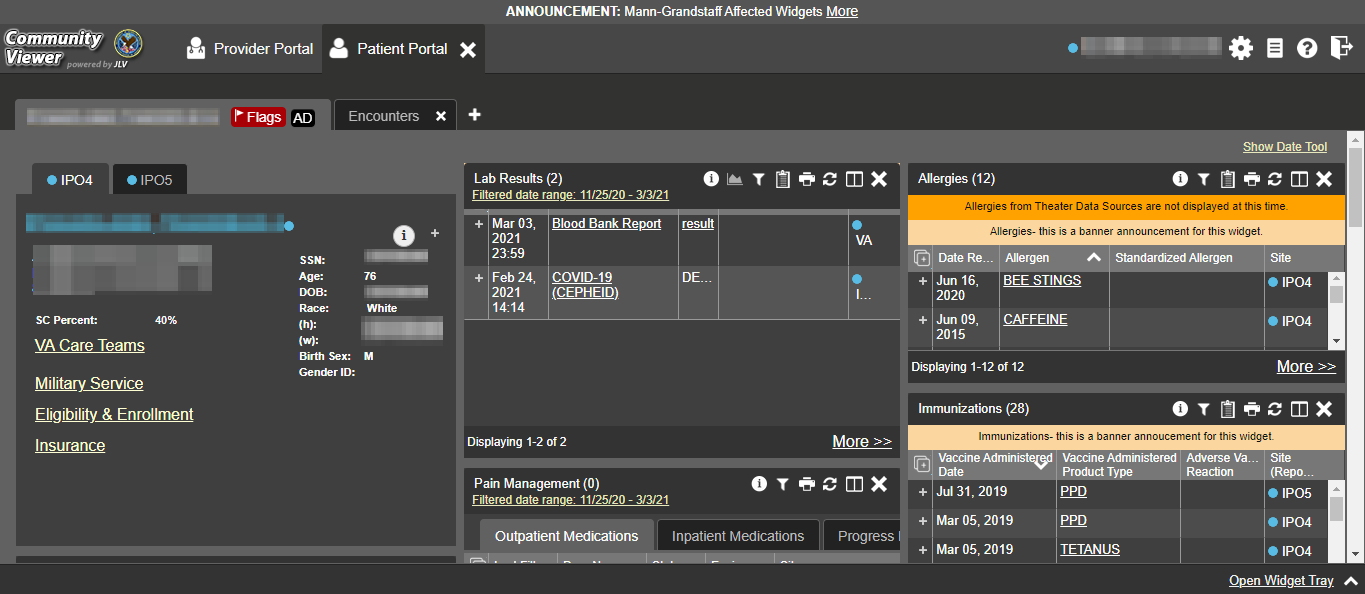 ANNOUNCEMENT: Mann-Grandstaff Affected Widgets More
Community Viewer powered by JLV
Provider Portal
Patient Portal
Flags AD
Encounters
Show Date Tool
IPO4
IPO5
SSN:
Age: 76
DOB:
Race: White
(h):
(w):
Birth Sex: M
Gender ID:
SC Percent: 40%
VA Care Teams
Military Service
Eligibility & Enrollment
Insurance
Lab Results (2)
Filtered date range: 11/25/20 - 3/3/21
Mar 03, 2021 23:59 Blood Bank Report result VA
Feb 24, 2021 14:14 COVID-19 (CEPHEID) DE... I...
Displaying 1-2 of 2 More >>
Pain Management (0)
Filtered date range: 11/25/20 - 3/3/21
Outpatient Medications Inpatient Medications Progress
Allergies (12)
Allergies from Theater Data Sources are not displayed at this time.
Allergies- this is a banner announcement for this widget.
Date Re... Allergen Standardized Allergen Site
Jun 16, 2020 BEE STINGS IPO4
Jun 09, 2015 CAFFEINE IPO4
Displaying 1-12 of 12 More >>
Immunizations (28)
Immunizations- this is a banner annoucement for this widget.
Vaccine Administered Date Vaccine Administered Product Type Adverse Va... Reaction Site (Repo...
Jul 31, 2019 PPD IPO5
Mar 05, 2019 PPD IPO4
Mar 05, 2019 TETANUS IPO4
Open Widget Tray